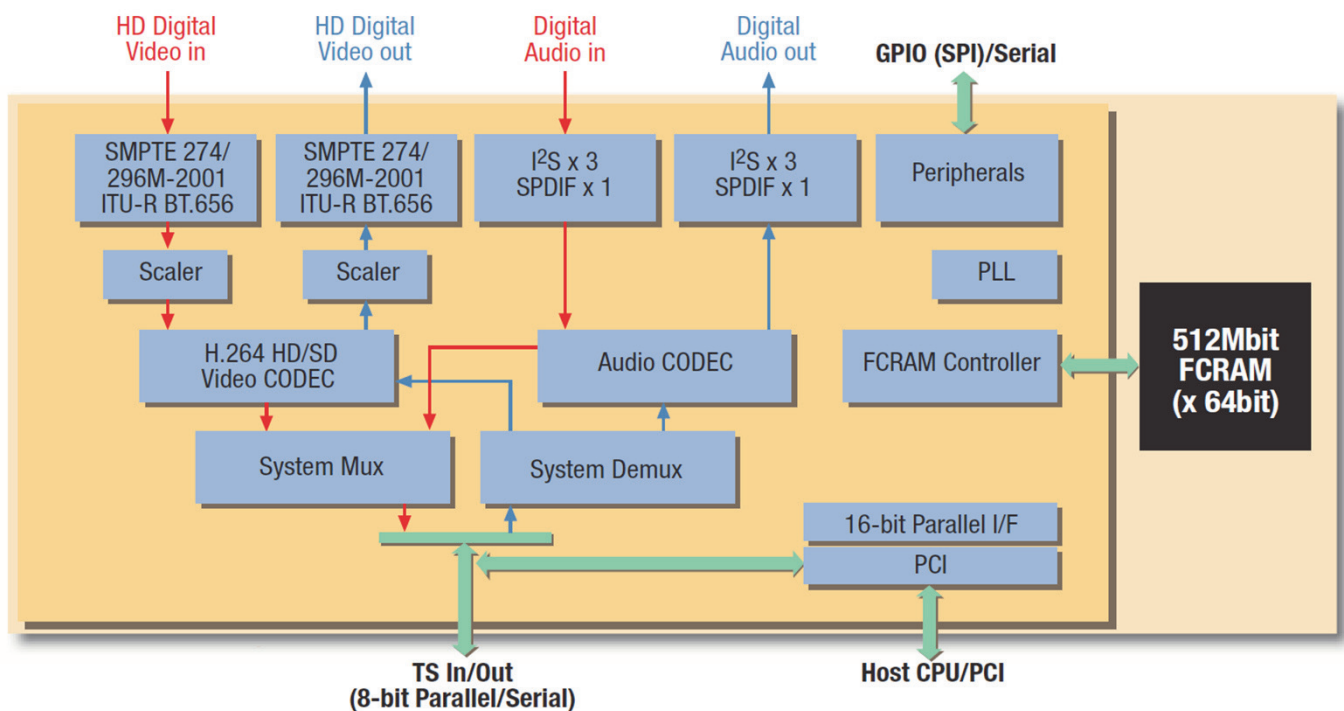 HD Digital
Video in
HD Digital
Video out
Digital
Audio in
Digital
Audio out
GPIO (SPI)/Serial
SMPTE 274/
296M-2001
ITU-R BT.656
SMPTE 274/
296M-2001
ITU-R BT.656
I²S x 3
SPDIF x 1
I²S x 3
SPDIF x 1
Peripherals
Scaler
Scaler
PLL
H.264 HD/SD
Video CODEC
Audio CODEC
FCRAM Controller
512Mbit
FCRAM
(x 64bit)
System Mux
System Demux
16-bit Parallel I/F
PCI
TS In/Out
(8-bit Parallel/Serial)
Host CPU/PCI